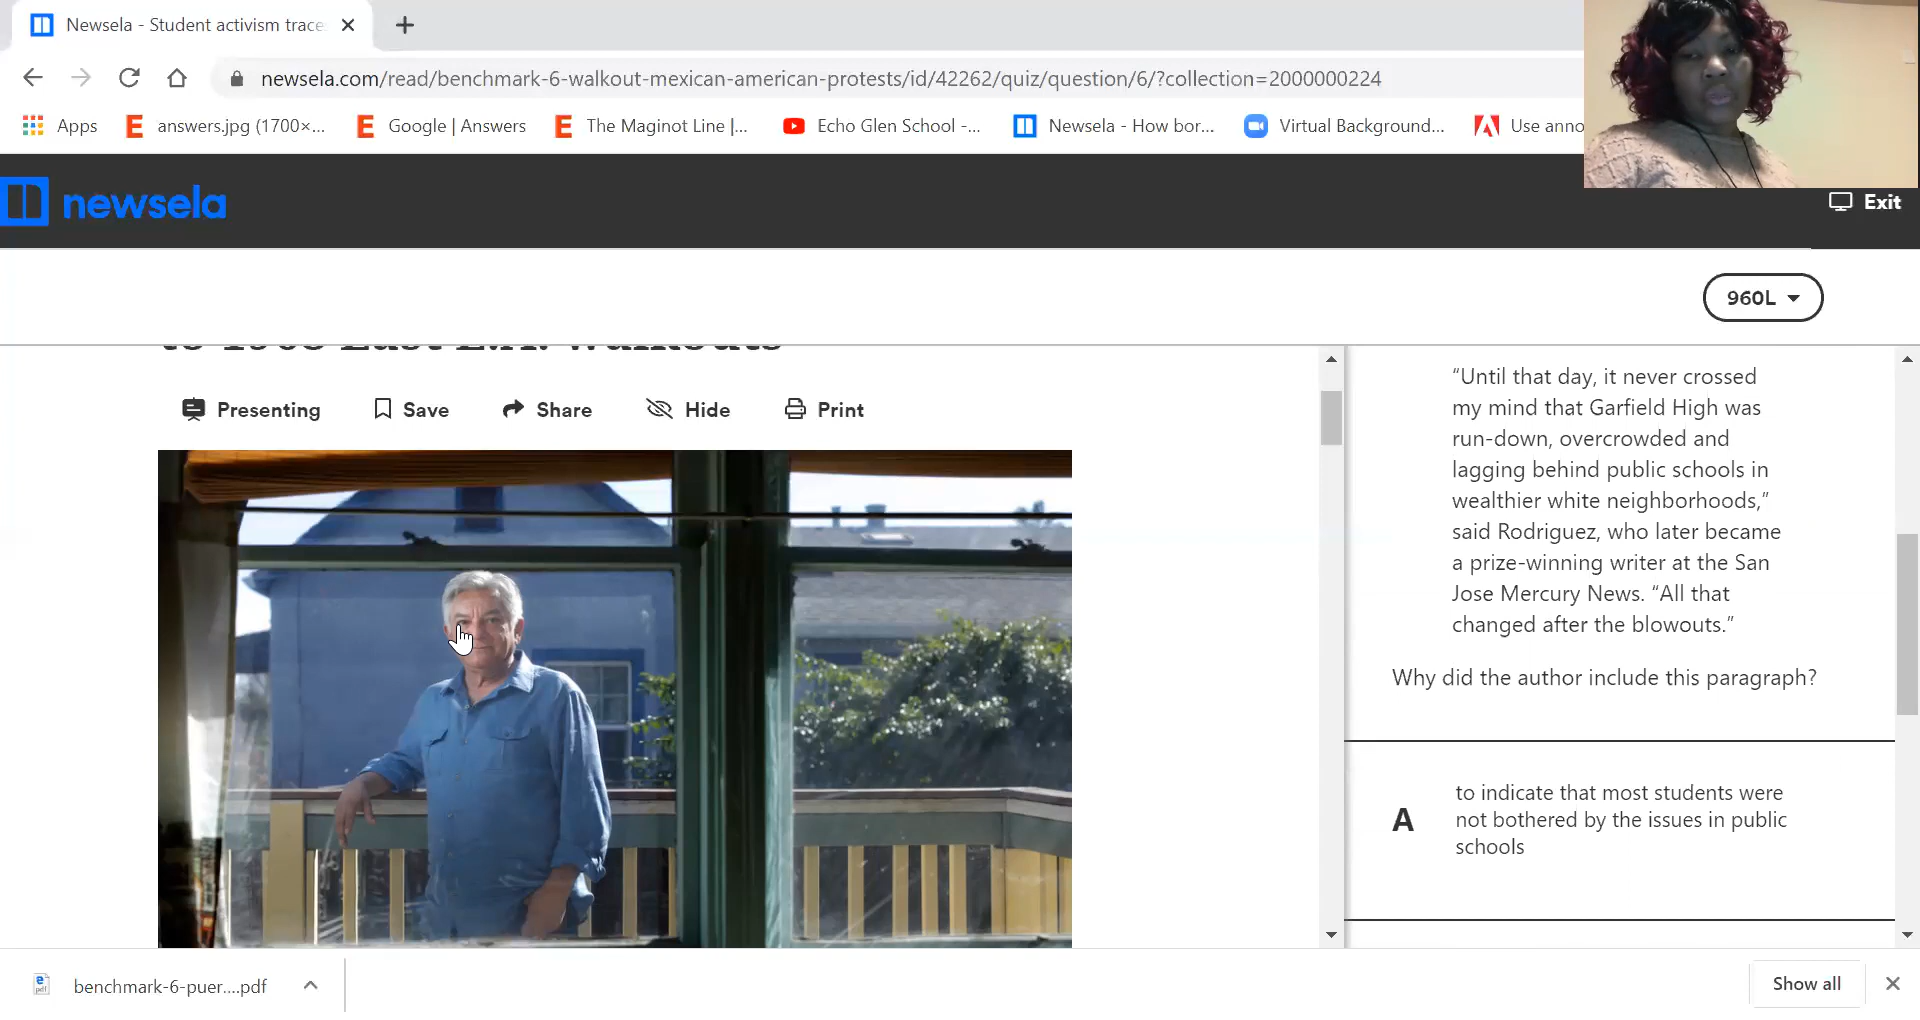 Newsela - Student activism trace
newsela.com/read/benchmark-6-walkout-mexican-american-protests/id/42262/quiz/question/6/?collection=2000000224
Apps answers.jpg (1700×... Google | Answers The Maginot Line |... Echo Glen School -... Newsela - How bor... Virtual Background... Use anno
newsela
Exit
960L
to 1968 East L.A. walkouts
Presenting Save Share Hide Print
“Until that day, it never crossed
my mind that Garfield High was
run-down, overcrowded and
lagging behind public schools in
wealthier white neighborhoods,”
said Rodriguez, who later became
a prize-winning writer at the San
Jose Mercury News. “All that
changed after the blowouts.”
Why did the author include this paragraph?
A
to indicate that most students were
not bothered by the issues in public
schools
benchmark-6-puer....pdf
Show all